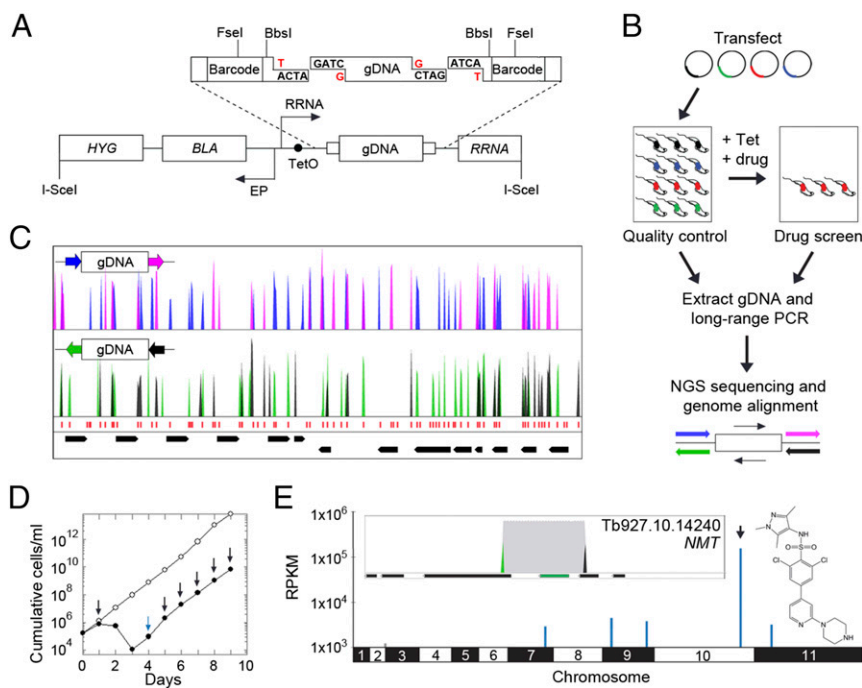 A
FseI BbsI BbsI FseI
Barcode T GATC gDNA G ATCA Barcode
ACTA G CTAG T
RRNA
HYG BLA gDNA RRNA
TetO
I-SceI EP I-SceI
B
Transfect
+ Tet
+ drug
Quality control Drug screen
Extract gDNA and
long-range PCR
NGS sequencing and
genome alignment
C
gDNA
gDNA
D
Cumulative cells/ml
10^12
10^10
10^8
10^6
10^4
0 2 4 6 8 10
Days
E
RPKM
1x10^6
1x10^5
1x10^4
1x10^3
Tb927.10.14240
NMT
1 2 3 4 5 6 7 8 9 10 11
Chromosome
N
N
NH
O S O
Cl Cl
N
N
NH